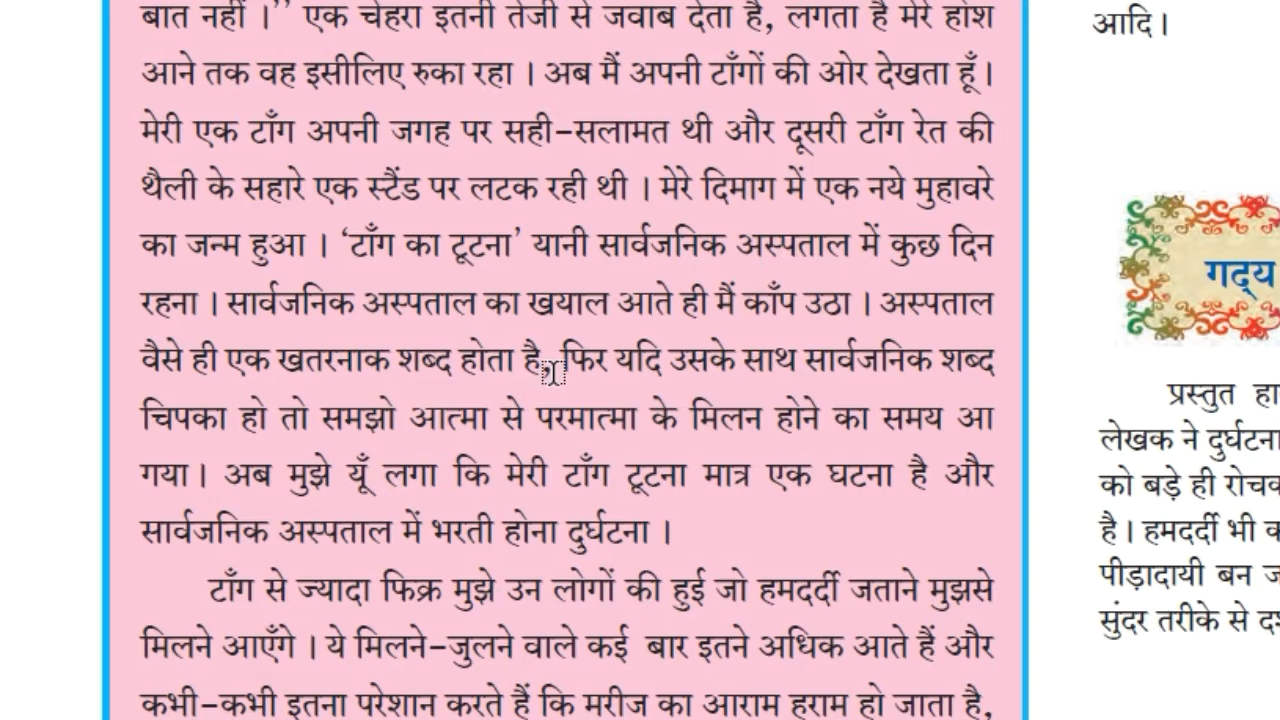 बात नहीं ।’’ एक चेहरा इतनी तेजी से जवाब देता है, लगता है मेरे होश
आने तक वह इसीलिए रुका रहा । अब मैं अपनी टाँगों की ओर देखता हूँ।
मेरी एक टाँग अपनी जगह पर सही-सलामत थी और दूसरी टाँग रेत की
थैली के सहारे एक स्टैंड पर लटक रही थी । मेरे दिमाग में एक नये मुहावरे
का जन्म हुआ । ‘टाँग का टूटना’ यानी सार्वजनिक अस्पताल में कुछ दिन
रहना । सार्वजनिक अस्पताल का खयाल आते ही मैं काँप उठा । अस्पताल
वैसे ही एक खतरनाक शब्द होता है, फिर यदि उसके साथ सार्वजनिक शब्द
चिपका हो तो समझो आत्मा से परमात्मा के मिलन होने का समय आ
गया। अब मुझे यूँ लगा कि मेरी टाँग टूटना मात्र एक घटना है और
सार्वजनिक अस्पताल में भरती होना दुर्घटना ।
टाँग से ज्यादा फिक्र मुझे उन लोगों की हुई जो हमदर्दी जताने मुझसे
मिलने आएँगे । ये मिलने-जुलने वाले कई बार इतने अधिक आते हैं और
कभी-कभी इतना परेशान करते हैं कि मरीज का आराम हराम हो जाता है,
आदि।
गद्‌य
प्रस्तुत
लेखक ने दुर्घटना
को बड़े ही
है। हमदर्दी भी
पीड़ादायी बन
सुंदर तरीके से